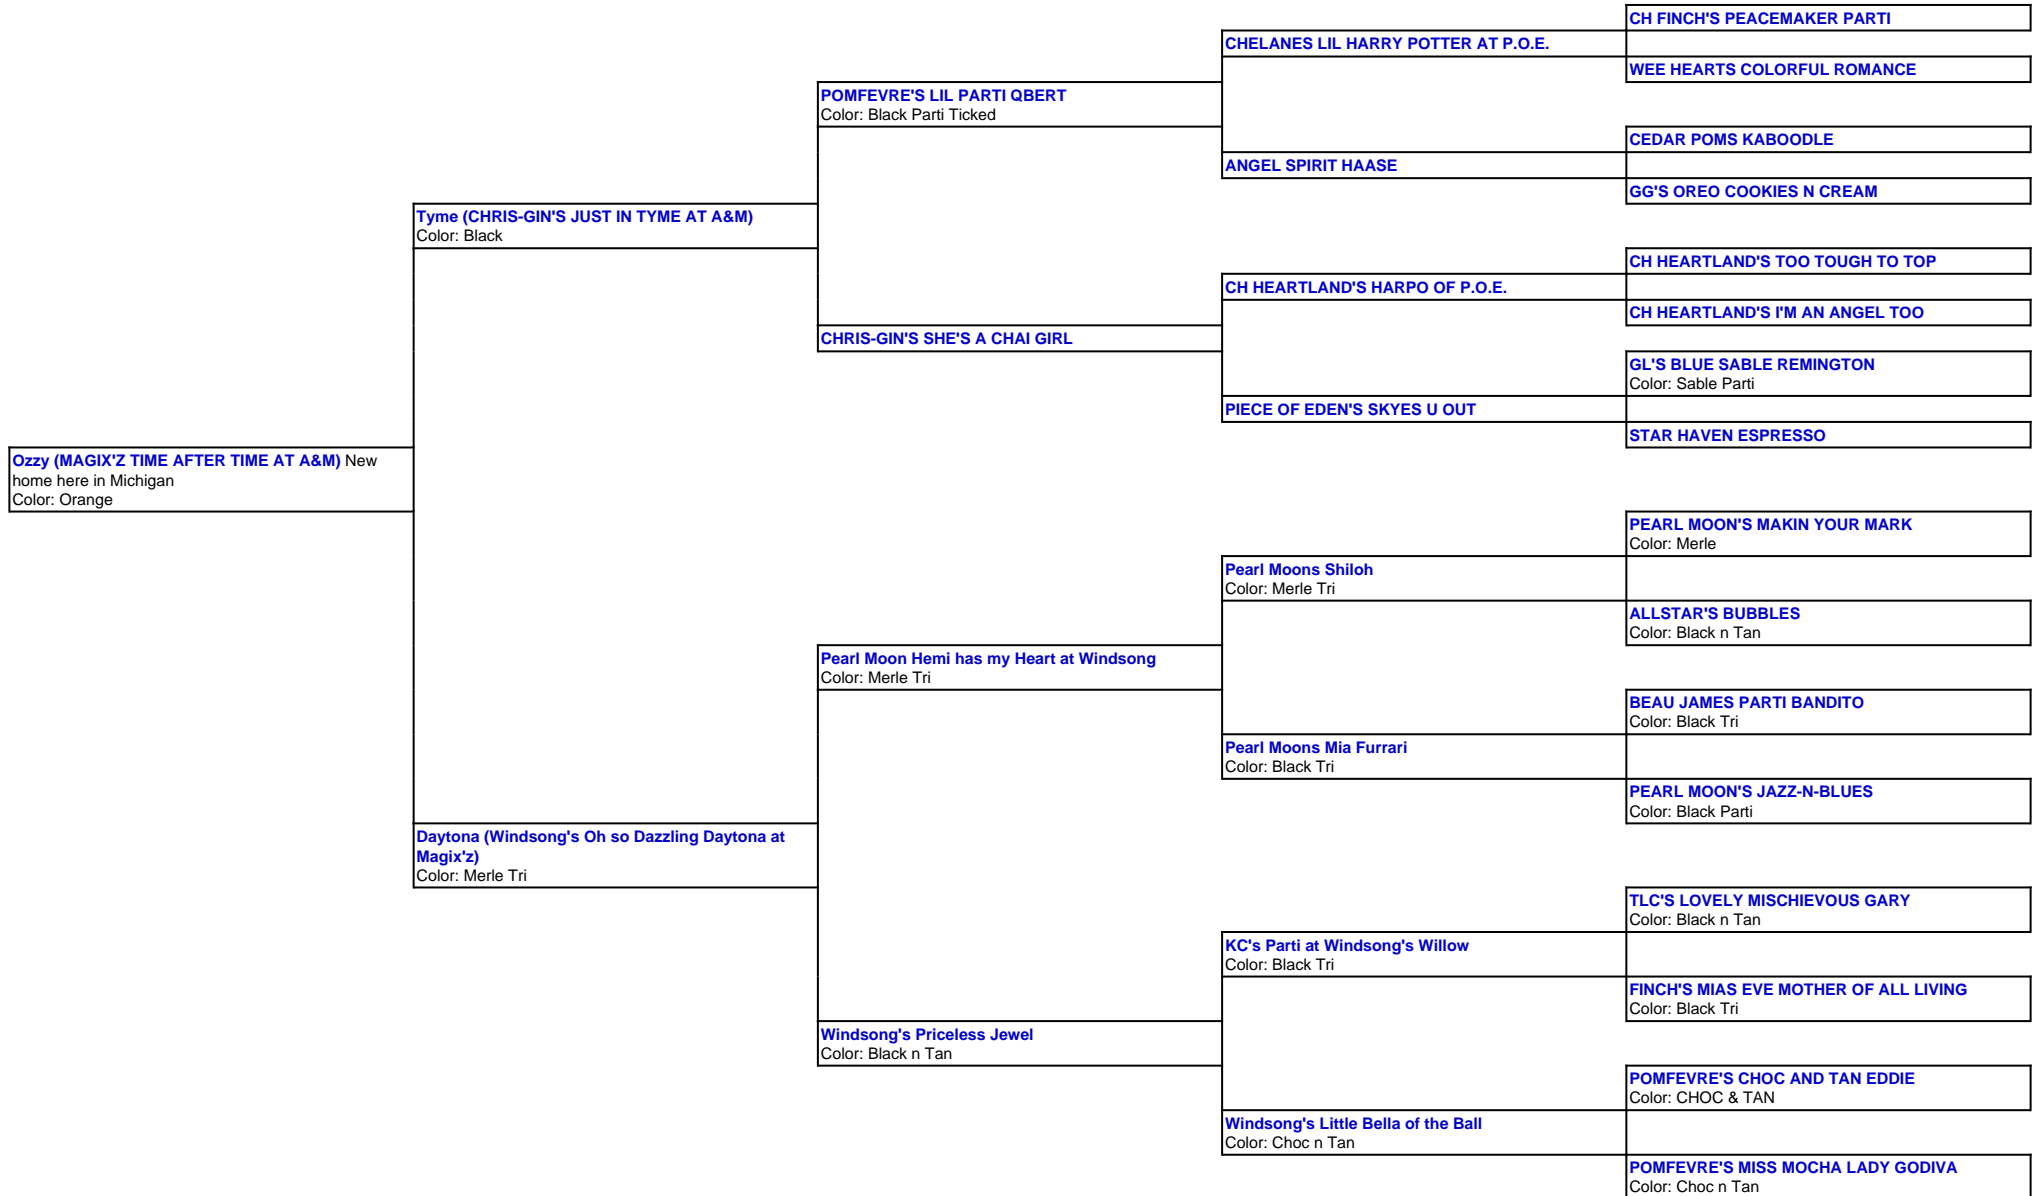 CH FINCH'S PEACEMAKER PARTI
CHELANES LIL HARRY POTTER AT P.O.E.
WEE HEARTS COLORFUL ROMANCE
POMFEVRE'S LIL PARTI QBERT
Color: Black Parti Ticked
CEDAR POMS KABOODLE
ANGEL SPIRIT HAASE
GG'S OREO COOKIES N CREAM
Tyme (CHRIS-GIN'S JUST IN TYME AT A&M)
Color: Black
CH HEARTLAND'S TOO TOUGH TO TOP
CH HEARTLAND'S HARPO OF P.O.E.
CH HEARTLAND'S I'M AN ANGEL TOO
CHRIS-GIN'S SHE'S A CHAI GIRL
GL'S BLUE SABLE REMINGTON
Color: Sable Parti
PIECE OF EDEN'S SKYES U OUT
STAR HAVEN ESPRESSO
Ozzy (MAGIX'Z TIME AFTER TIME AT A&M) New
home here in Michigan
Color: Orange
PEARL MOON'S MAKIN YOUR MARK
Color: Merle
Pearl Moons Shiloh
Color: Merle Tri
ALLSTAR'S BUBBLES
Color: Black n Tan
Pearl Moon Hemi has my Heart at Windsong
Color: Merle Tri
BEAU JAMES PARTI BANDITO
Color: Black Tri
Pearl Moons Mia Furrari
Color: Black Tri
PEARL MOON'S JAZZ-N-BLUES
Color: Black Parti
Daytona (Windsong's Oh so Dazzling Daytona at
Magix'z)
Color: Merle Tri
TLC'S LOVELY MISCHIEVOUS GARY
Color: Black n Tan
KC's Parti at Windsong's Willow
Color: Black Tri
FINCH'S MIAS EVE MOTHER OF ALL LIVING
Color: Black Tri
Windsong's Priceless Jewel
Color: Black n Tan
POMFEVRE'S CHOC AND TAN EDDIE
Color: CHOC & TAN
Windsong's Little Bella of the Ball
Color: Choc n Tan
POMFEVRE'S MISS MOCHA LADY GODIVA
Color: Choc n Tan